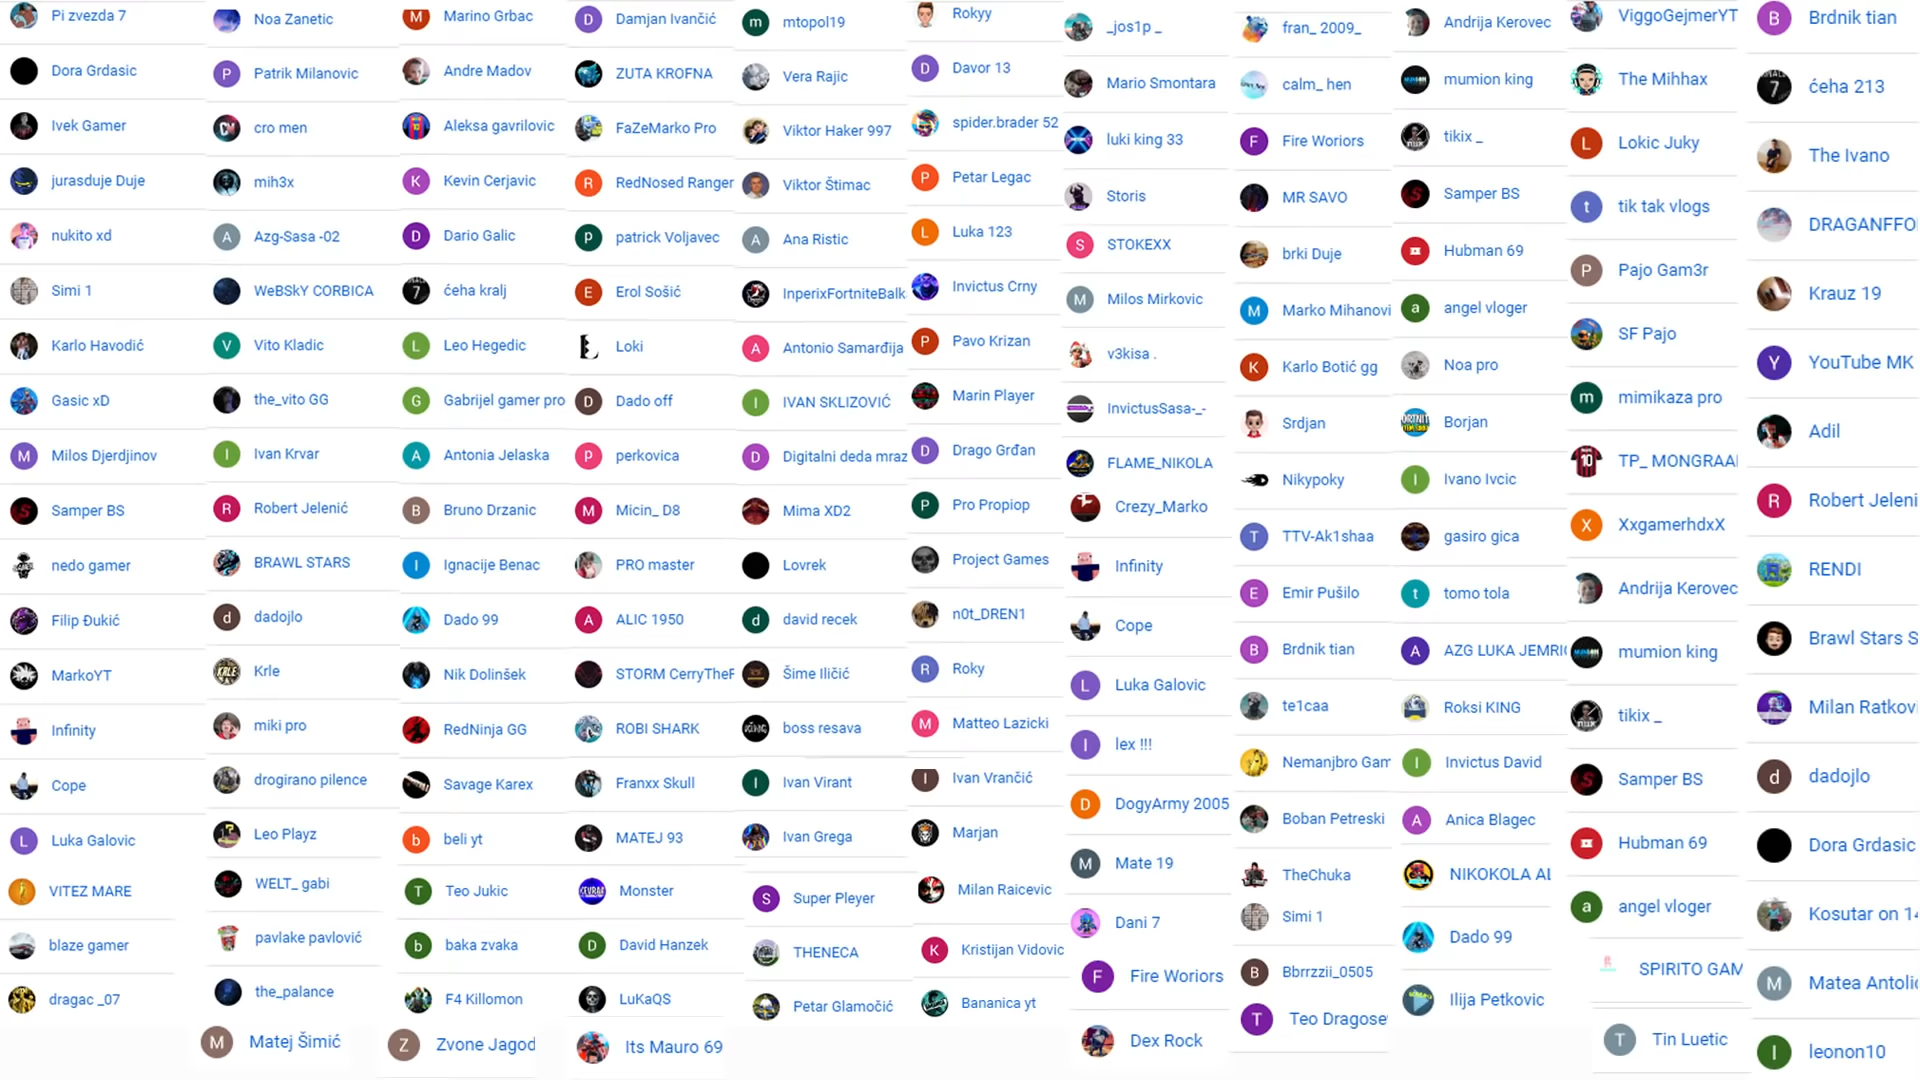 Pi zvezda 7
Dora Grdasic
Ivek Gamer
jurasduje Duje
nukito xd
Simi 1
Karlo Havodić
Gasic xD
Milos Djerdjinov
Samper BS
nedo gamer
Filip Đukić
MarkoYT
Infinity
Cope
Luka Galovic
VITEZ MARE
blaze gamer
dragac _07
Noa Zanetic
Patrik Milanovic
cro men
mih3x
Azg-Sasa -02
WeBSkY CORBICA
Vito Kladic
the_vito GG
Ivan Krvar
Robert Jelenić
BRAWL STARS
dadojlo
Krle
miki pro
drogirano pilence
Leo Playz
WELT_ gabi
pavlake pavlović
the_palance
Matej Šimić
Marino Grbac
Andre Madov
Aleksa gavrilovic
Kevin Cerjavic
Dario Galic
ćeha kralj
Leo Hegedic
Gabrijel gamer pro
Antonia Jelaska
Bruno Drzanic
Ignacije Benac
Dado 99
Nik Dolinšek
RedNinja GG
Savage Karex
beli yt
Teo Jukic
baka zvaka
F4 Killomon
Zvone Jagod
Damjan Ivančić
ZUTA KROFNA
FaZeMarko Pro
RedNosed Ranger
patrick Voljavec
Erol Sošić
Loki
Dado off
perkovica
Micin_ D8
PRO master
ALIC 1950
STORM CerryTheF
ROBI SHARK
Franxx Skull
MATEJ 93
Monster
David Hanzek
LuKaQS
Its Mauro 69
mtopol19
Vera Rajic
Viktor Haker 997
Viktor Štimac
Ana Ristic
InperixFortniteBalk
Antonio Samarđija
IVAN SKLIZOVIĆ
Digitalni deda mraz
Mima XD2
Lovrek
david recek
Šime Iličić
boss resava
Ivan Virant
Ivan Grega
Super Pleyer
THENECA
Petar Glamočić
Rokyy
Davor 13
spider.brader 52
Petar Legac
Luka 123
Invictus Crny
Pavo Krizan
Marin Player
Drago Grđan
Pro Propiop
Project Games
n0t_DREN1
Roky
Matteo Lazicki
Ivan Vrančić
Marjan
Milan Raicevic
Kristijan Vidovic
Bananica yt
_jos1p _
Mario Smontara
luki king 33
Storis
STOKEXX
Milos Mirkovic
v3kisa .
InvictusSasa-_-
FLAME_NIKOLA
Crezy_Marko
Infinity
Cope
Luka Galovic
lex !!!
DogyArmy 2005
Mate 19
Dani 7
Fire Woriors
Dex Rock
fran_ 2009_
calm_ hen
Fire Woriors
MR SAVO
brki Duje
Marko Mihanovi
Karlo Botić gg
Srdjan
Nikypoky
TTV-Ak1shaa
Emir Pušilo
Brdnik tian
te1caa
Nemanjbro Gam
Boban Petreski
TheChuka
Simi 1
Bbrrzzii_0505
Teo Dragose
Andrija Kerovec
mumion king
tikix _
Samper BS
Hubman 69
angel vloger
Noa pro
Borjan
Ivano Ivcic
gasiro gica
tomo tola
AZG LUKA JEMRIC
Roksi KING
Invictus David
Anica Blagec
NIKOKOLA AL
Dado 99
Ilija Petkovic
ViggoGejmerYT
The Mihhax
Lokic Juky
tik tak vlogs
Pajo Gam3r
SF Pajo
mimikaza pro
TP_ MONGRAAL
XxgamerhdxX
Andrija Kerovec
mumion king
tikix _
Samper BS
Hubman 69
angel vloger
SPIRITO GAM
Tin Luetic
Brdnik tian
ćeha 213
The Ivano
DRAGANFFO
Krauz 19
YouTube MK
Adil
Robert Jeleni
RENDI
Brawl Stars S
Milan Ratkovi
dadojlo
Dora Grdasic
Kosutar on 14
Matea Antolic
leonon10